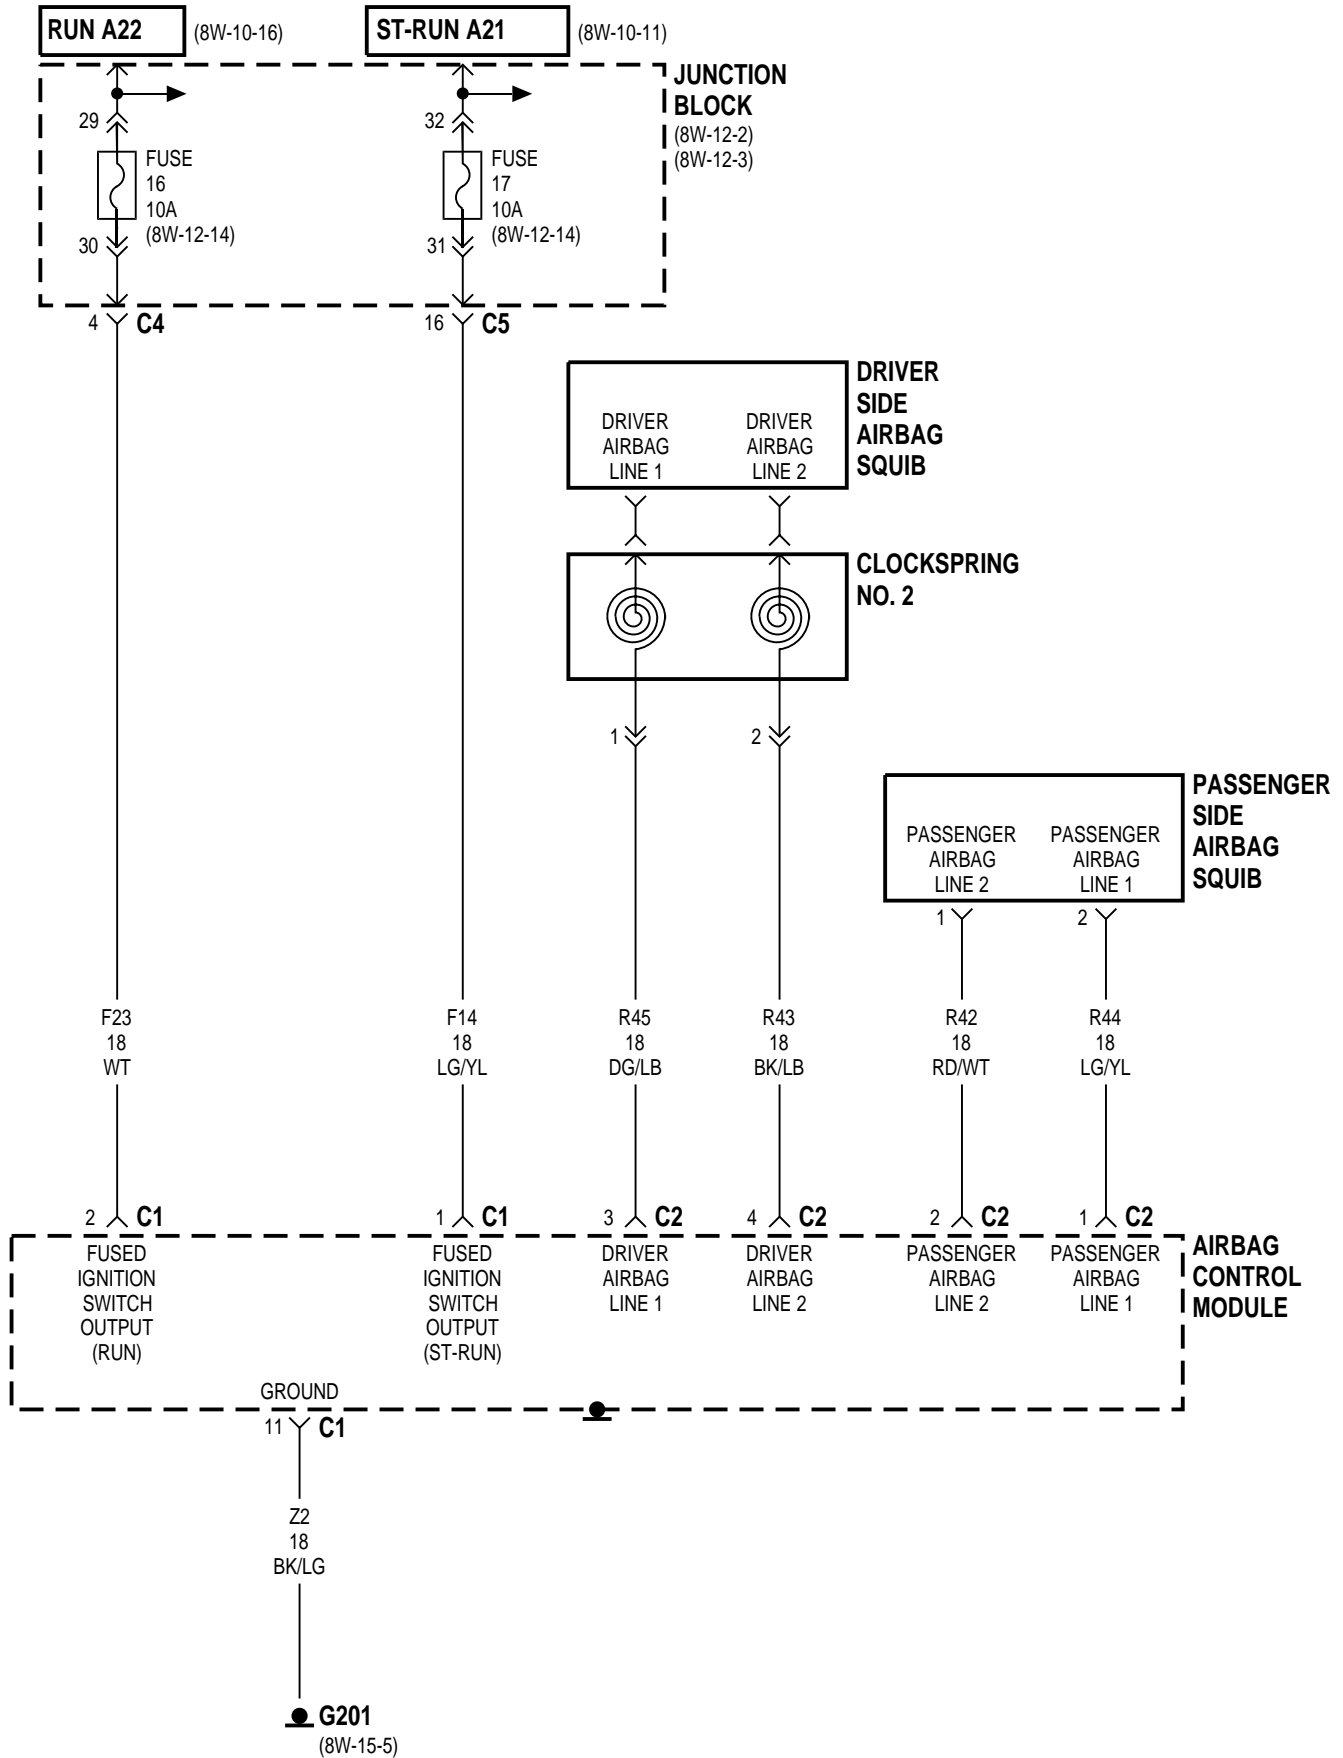 RUN A22 (8W-10-16) ST-RUN A21 (8W-10-11)
JUNCTION
BLOCK
(8W-12-2)
(8W-12-3)
29 32
FUSE
16
10A
(8W-12-14)
FUSE
17
10A
(8W-12-14)
30 31
4 C4 16 C5
DRIVER
SIDE
AIRBAG
SQUIB
DRIVER
AIRBAG
LINE 1
DRIVER
AIRBAG
LINE 2
CLOCKSPRING
NO. 2
1 2
PASSENGER
SIDE
AIRBAG
SQUIB
PASSENGER
AIRBAG
LINE 2
PASSENGER
AIRBAG
LINE 1
1 2
F23
18
WT
F14
18
LG/YL
R45
18
DG/LB
R43
18
BK/LB
R42
18
RD/WT
R44
18
LG/YL
2 C1 1 C1 3 C2 4 C2 2 C2 1 C2
FUSED
IGNITION
SWITCH
OUTPUT
(RUN)
FUSED
IGNITION
SWITCH
OUTPUT
(ST-RUN)
DRIVER
AIRBAG
LINE 1
DRIVER
AIRBAG
LINE 2
PASSENGER
AIRBAG
LINE 2
PASSENGER
AIRBAG
LINE 1
AIRBAG
CONTROL
MODULE
GROUND
11 C1
Z2
18
BK/LG
G201
(8W-15-5)